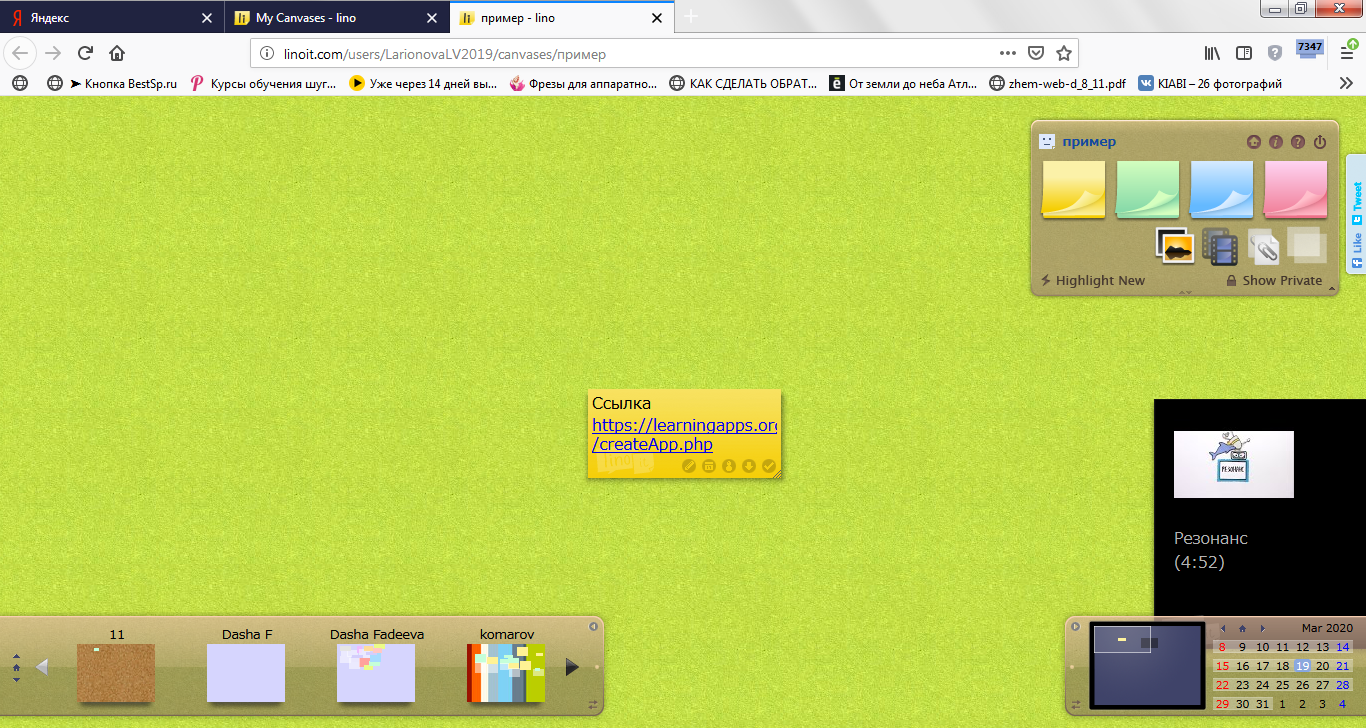 Яндекс
My Canvases - lino
пример - lino
linoit.com/users/LarionovaLV2019/canvases/пример
7347
Кнопка BestSp.ru
Курсы обучения шуг...
Уже через 14 дней вы...
Фрезы для аппаратно...
КАК СДЕЛАТЬ ОБРАТ...
От земли до неба Атл...
zhem-web-d_8_11.pdf
KIABI – 26 фотографий
пример
Highlight New
Show Private
Tweet
Like
Ссылка
https://learningapps.org
/createApp.php
РЕЗОНАНС
Резонанс
(4:52)
11
Dasha F
Dasha Fadeeva
komarov
Mar 2020
8 9 10 11 12 13 14
15 16 17 18 19 20 21
22 23 24 25 26 27 28
29 30 31 1 2 3 4